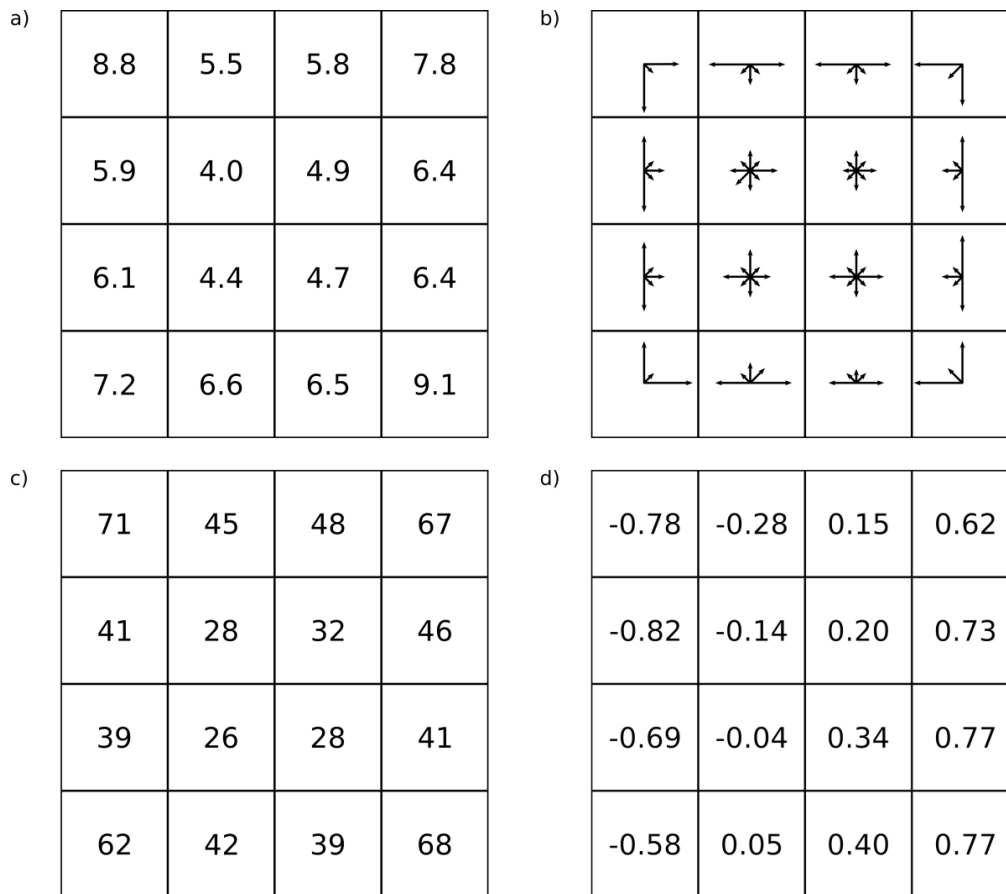 a)
8.8 5.5 5.8 7.8
5.9 4.0 4.9 6.4
6.1 4.4 4.7 6.4
7.2 6.6 6.5 9.1
b)
c)
71 45 48 67
41 28 32 46
39 26 28 41
62 42 39 68
d)
-0.78 -0.28 0.15 0.62
-0.82 -0.14 0.20 0.73
-0.69 -0.04 0.34 0.77
-0.58 0.05 0.40 0.77